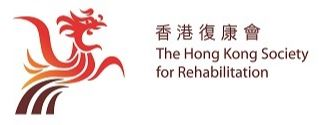 香港復康會
The Hong Kong Society
for Rehabilitation